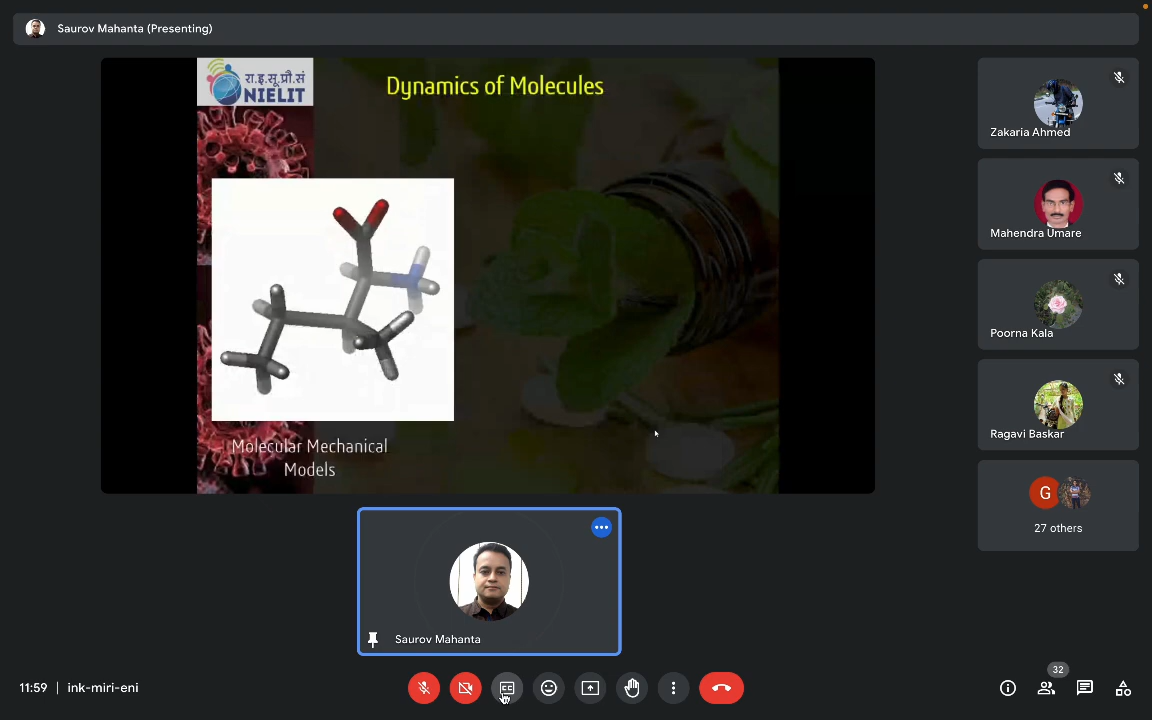 Saurov Mahanta (Presenting)
रा.इ.सू.प्रौ.सं
NIELIT
Dynamics of Molecules
Molecular Mechanical
Models
Zakaria Ahmed
Mahendra Umare
Poorna Kala
Ragavi Baskar
G
27 others
Saurov Mahanta
11:59 | ink-miri-eni
CC
32